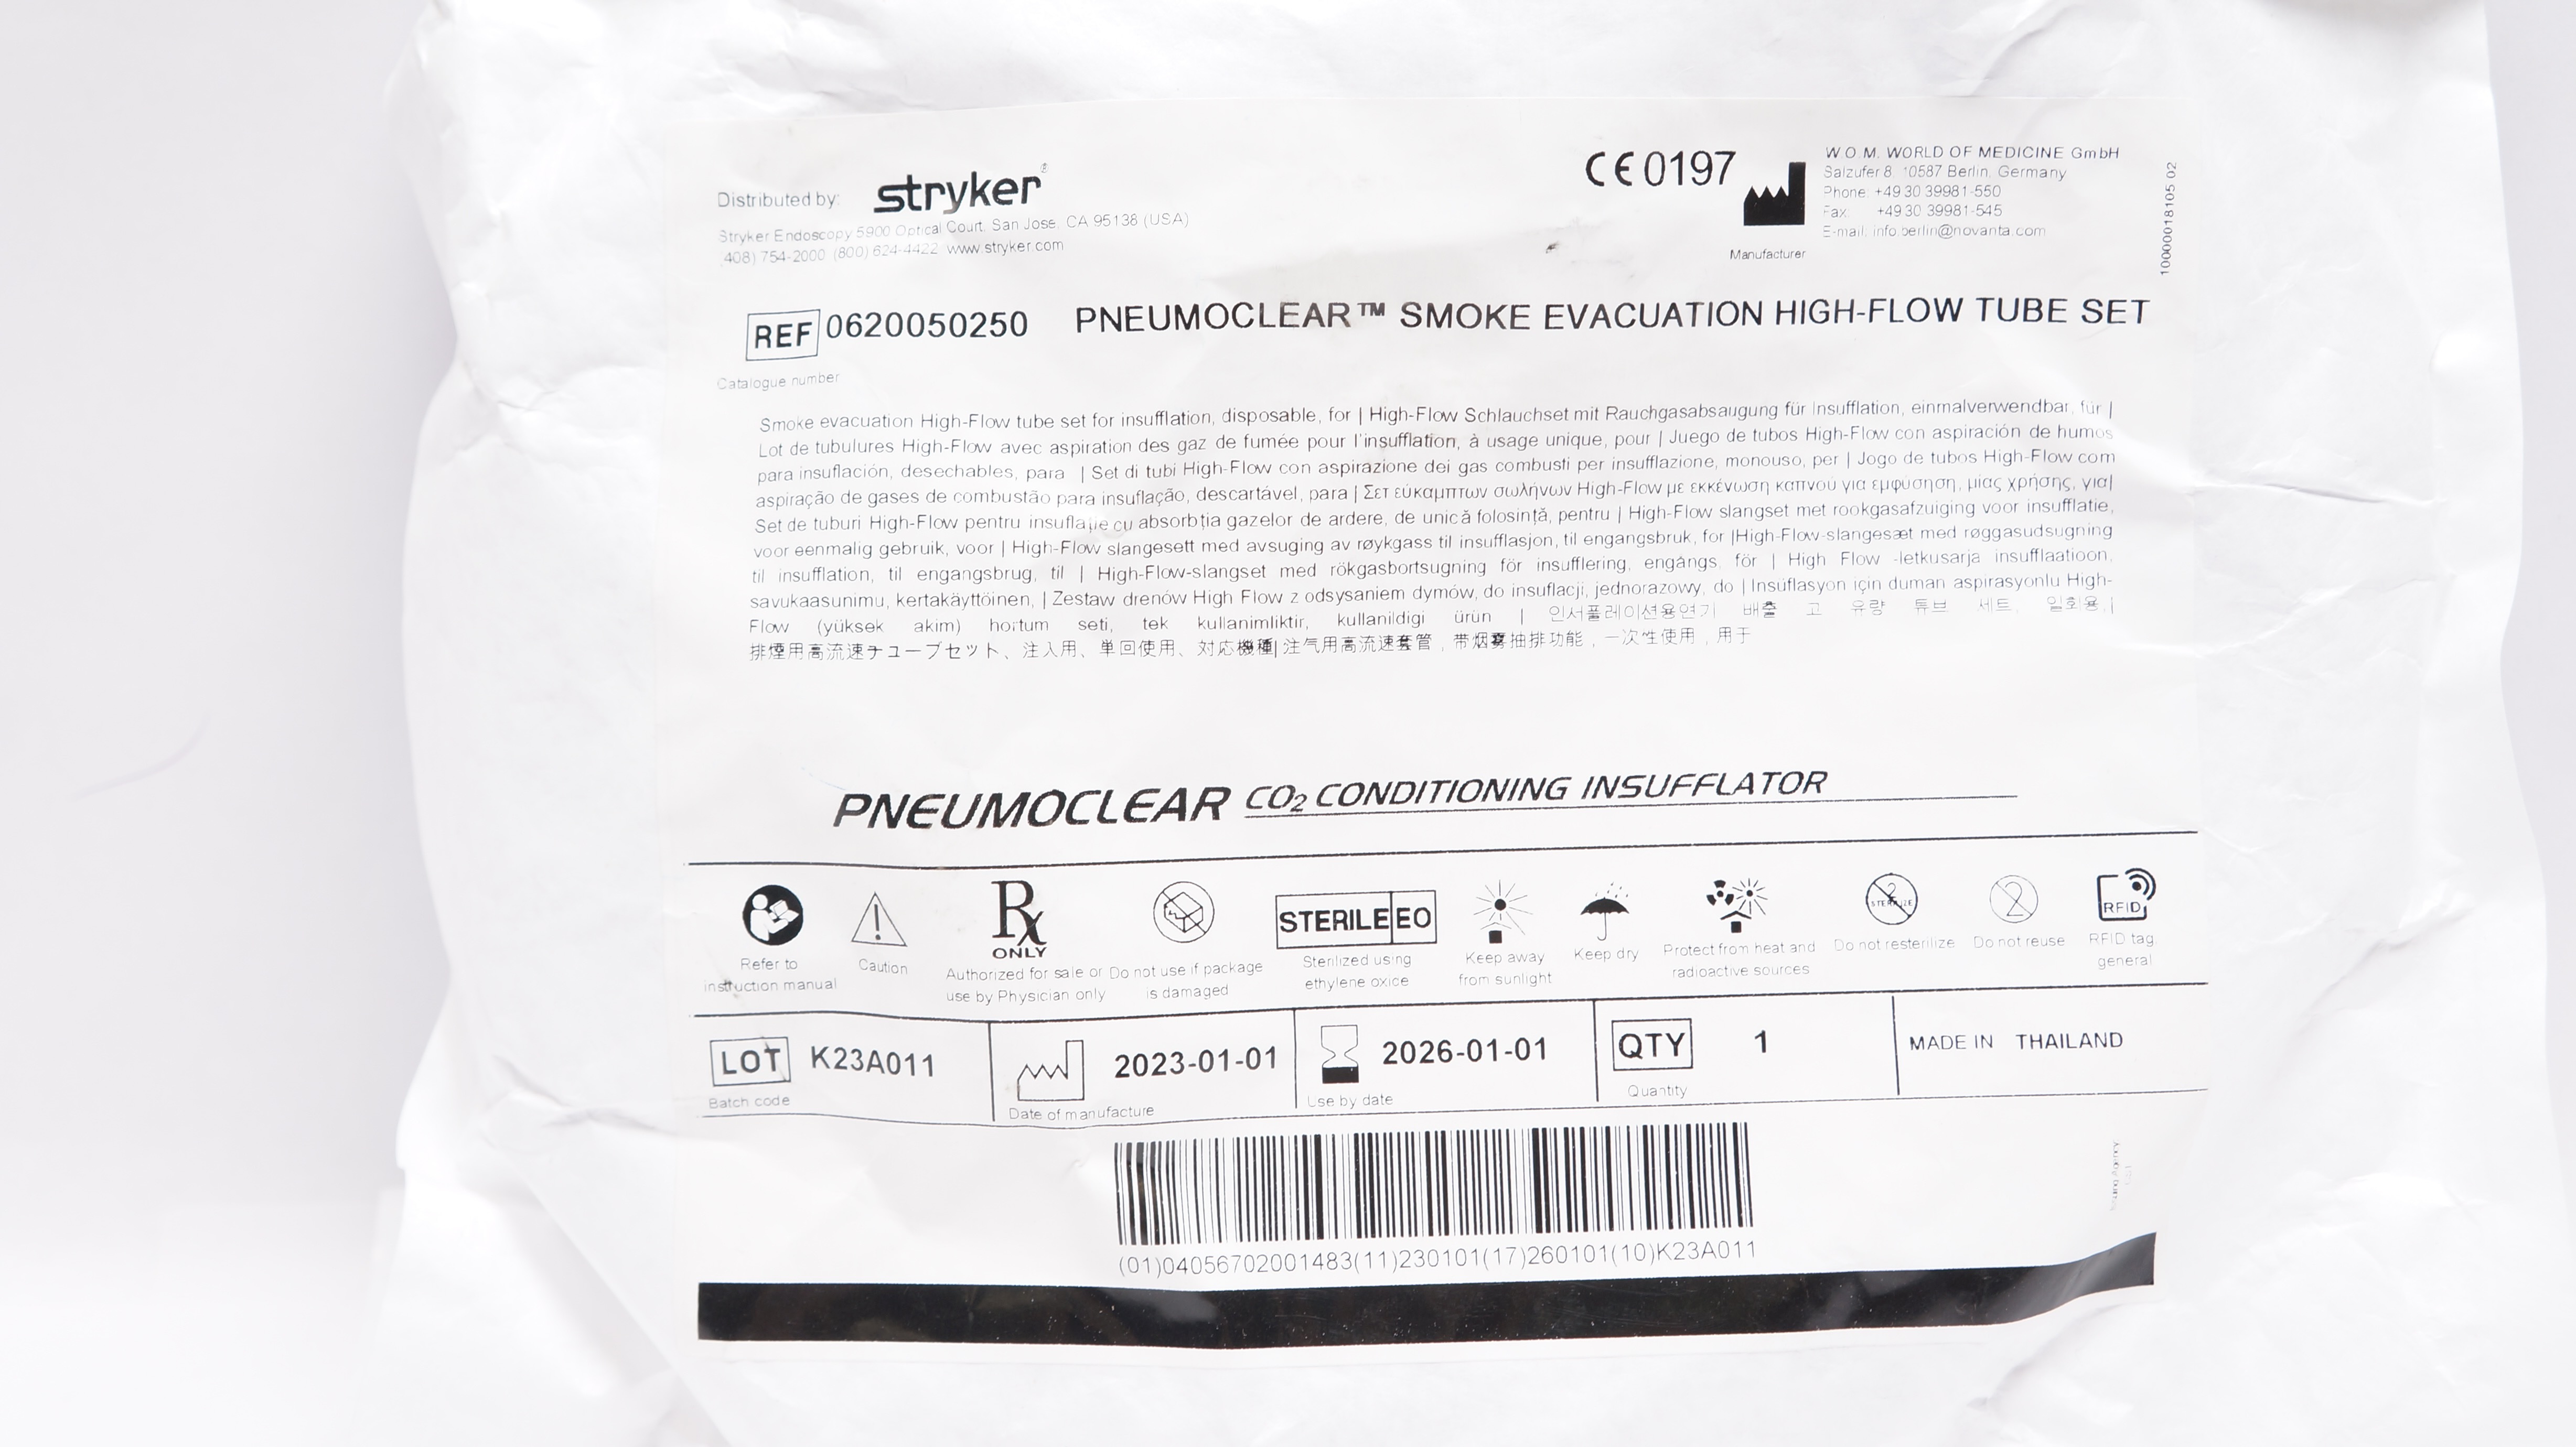 Distributed by: stryker®
Stryker Endoscopy 5900 Optical Court, San Jose, CA 95138 (USA)
(408) 754-2000 (800) 624-4422 www.stryker.com
CE 0197
Manufacturer
W.O.M. WORLD OF MEDICINE GmbH
Salzufer 8, 10587 Berlin, Germany
Phone: +49 30 39981-550
Fax: +49 30 39981-545
E-mail: info.berlin@novanta.com
1000001810502
REF 0620050250 PNEUMOCLEAR™ SMOKE EVACUATION HIGH-FLOW TUBE SET
Catalogue number
Smoke evacuation High-Flow tube set for insufflation, disposable, for | High-Flow Schlauchset mit Rauchgasabsaugung für Insufflation, einmalverwendbar, für |
Lot de tubulures High-Flow avec aspiration des gaz de fumée pour l'insufflation, à usage unique, pour | Juego de tubos High-Flow con aspiración de humos
para insuflación, desechables, para | Set di tubi High-Flow con aspirazione dei gas combusti per insufflazione, monouso, per | Jogo de tubos High-Flow com
aspiração de gases de combustão para insuflação, descartável, para | Σετ εύκαμπτων σωλήνων High-Flow με εκκένωση καπνού για εμφύσηση, μιας χρήσης, για|
Set de tuburi High-Flow pentru insuflație cu absorbția gazelor de ardere, de unică folosință, pentru | High-Flow slangset met rookgasafzuiging voor insufflatie,
voor eenmalig gebruik, voor | High-Flow slangesett med avsuging av røykgass til insufflasjon, til engangsbruk, for |High-Flow-slangesæt med røggasudsugning
til insufflation, til engangsbrug, til | High-Flow-slangset med rökgasbortsugning för insufflering, engångs, för | High Flow -letkusarja insufflaatioon,
savukaasunimu, kertakäyttöinen, | Zestaw drenów High Flow z odsysaniem dymów, do insuflacji, jednorazowy, do | Insüflasyon için duman aspirasyonlu High-
Flow (yüksek akim) hortum seti, tek kullanimliktir, kullanildigi ürün | 인서플레이션용연기 배출 고 유량 튜브 세트, 일회용,|
排煙用高流速チューブセット、注入用、単回使用、対応機種| 注气用高流速套管，带烟雾抽排功能，一次性使用，用于
PNEUMOCLEAR CO₂ CONDITIONING INSUFFLATOR
Refer to
instruction manual
Caution
Rx
ONLY
Authorized for sale or
use by Physician only
Do not use if package
is damaged
STERILE EO
Sterilized using
ethylene oxice
Keep away
from sunlight
Keep dry
Protect from heat and
radioactive sources
2
STERILIZE
Do not resterilize
2
Do not reuse
RFID
RFID tag,
general
LOT K23A011
Batch code
2023-01-01
Date of manufacture
2026-01-01
Use by date
QTY 1
Quantity
MADE IN THAILAND
(01)04056702001483(11)230101(17)260101(10)K23A011